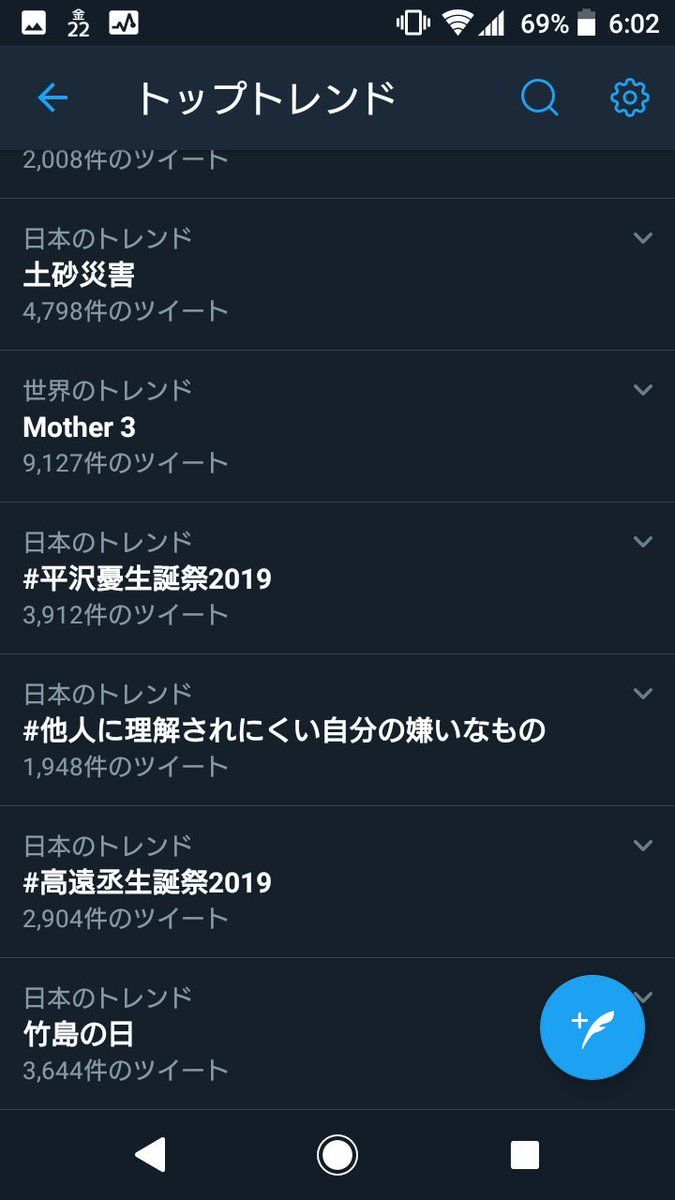 金
22
69%
6:02
トップトレンド
2,008件のツイート
日本のトレンド
土砂災害
4,798件のツイート
世界のトレンド
Mother 3
9,127件のツイート
日本のトレンド
#平沢憂生誕祭2019
3,912件のツイート
日本のトレンド
#他人に理解されにくい自分の嫌いなもの
1,948件のツイート
日本のトレンド
#高遠丞生誕祭2019
2,904件のツイート
日本のトレンド
竹島の日
3,644件のツイート